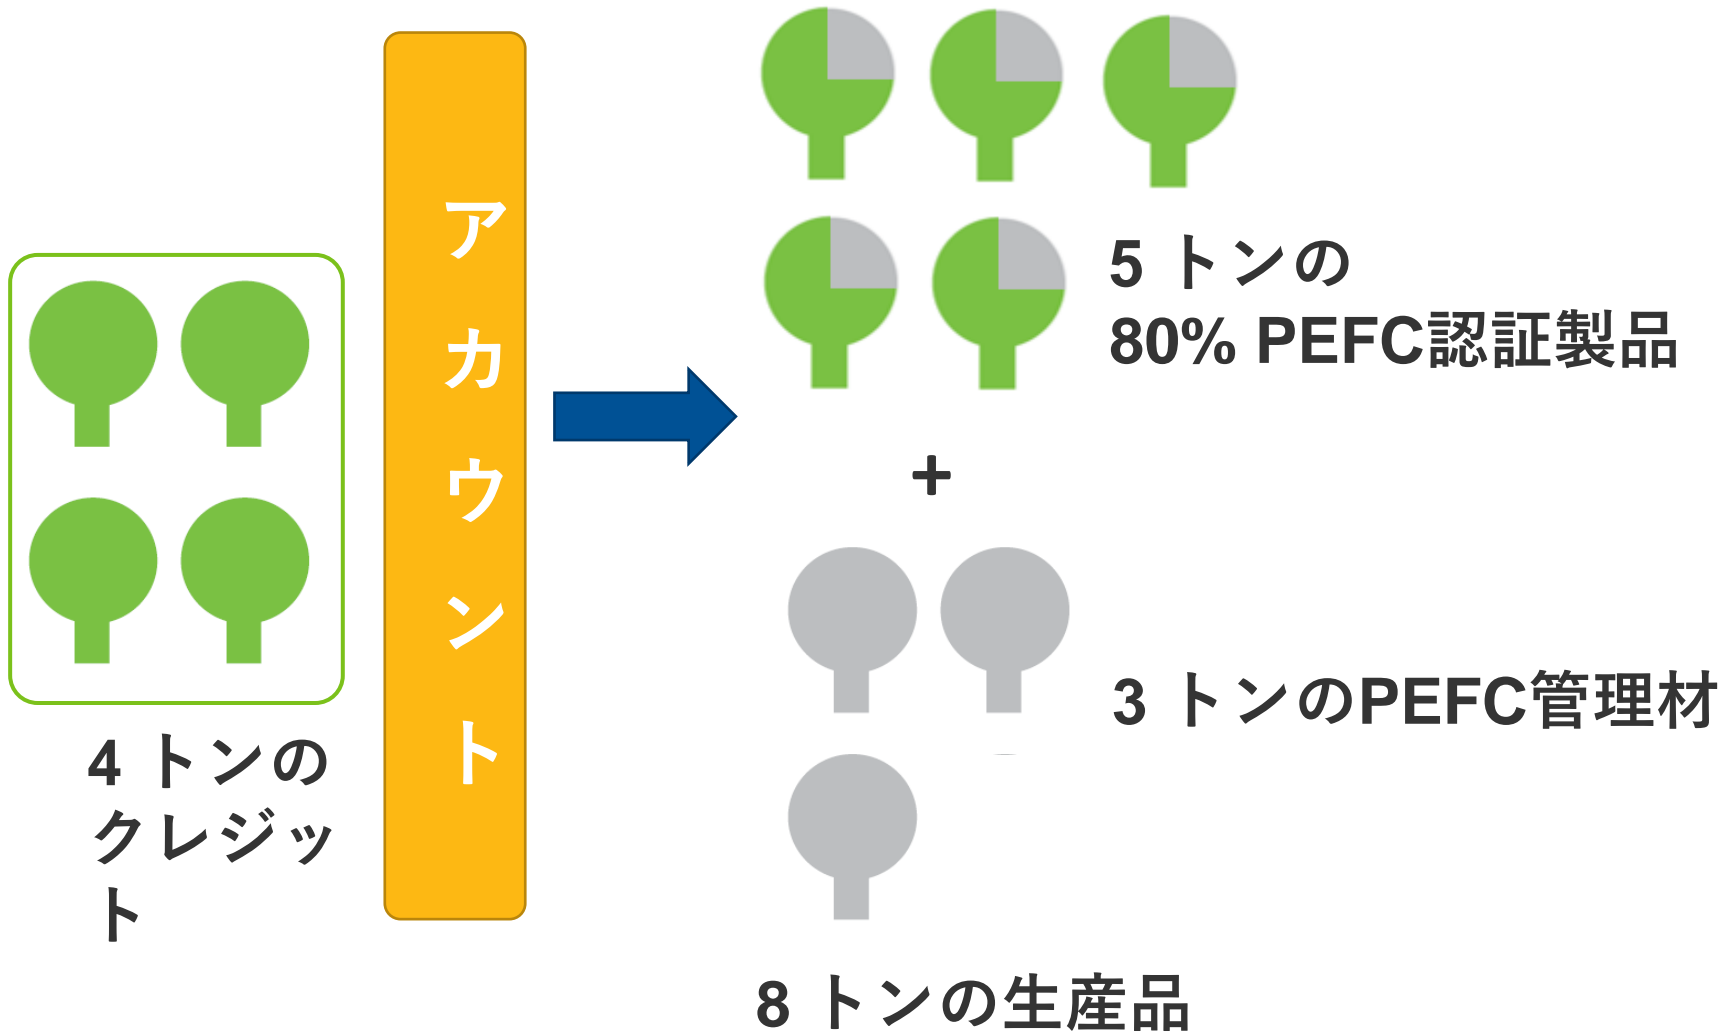 4 トンの
クレジッ
ト
アカウント
5 トンの
80% PEFC認証製品
+
3 トンのPEFC管理材
8 トンの生産品